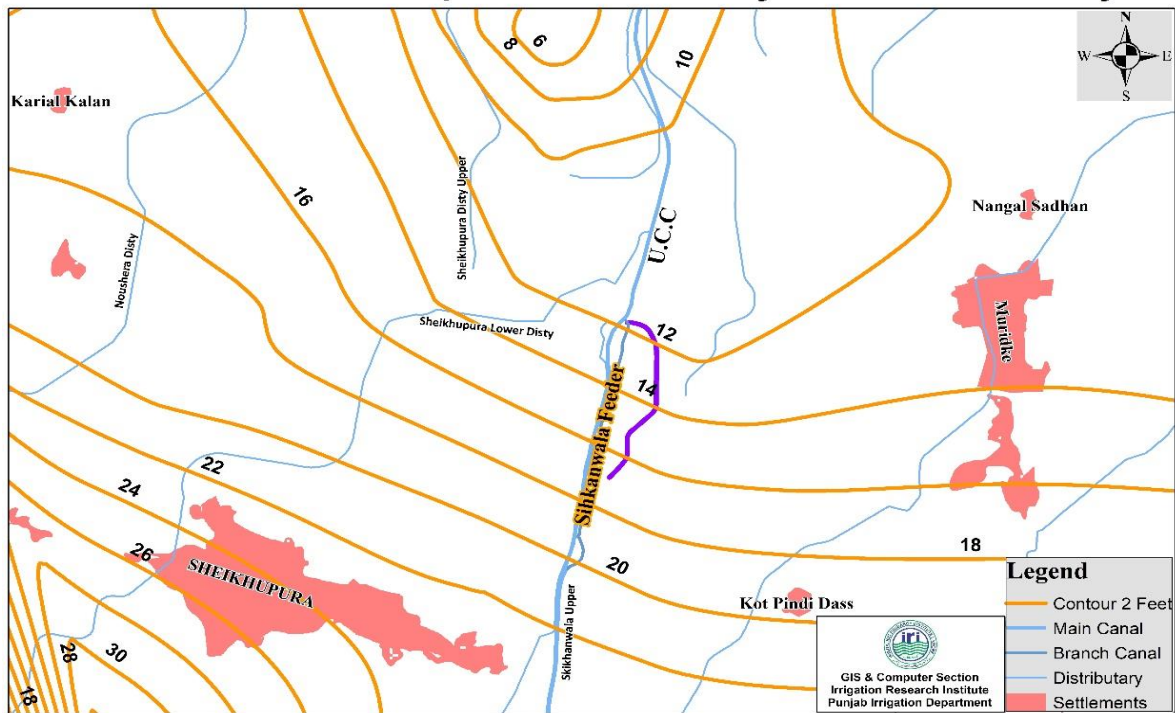 N
W E
S
6
8
10
Karial Kalan
Nangal Sadhan
16
Sheikhupura Disty Upper
U.C.C
Noushera Disty
Sheikhupura Lower Disty
12
Muridke
14
Sihkanwala Feeder
22
24
26
SHEIKHUPURA
18
20
Kot Pindi Dass
Skikhanwala Upper
28
30
18
Legend
Contour 2 Feet
Main Canal
Branch Canal
Distributary
Settlements
iri
GIS & Computer Section
Irrigation Research Institute
Punjab Irrigation Department